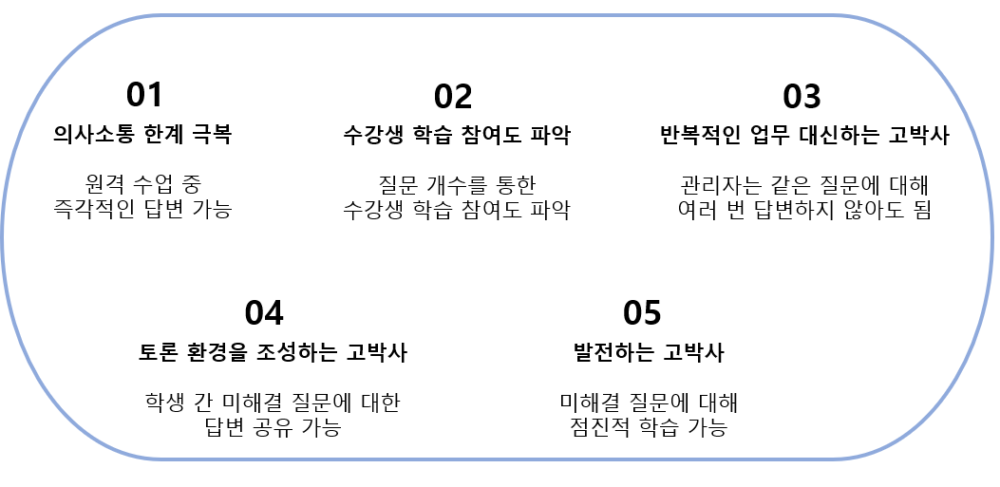 01
의사소통 한계 극복
원격 수업 중
즉각적인 답변 가능
02
수강생 학습 참여도 파악
질문 개수를 통한
수강생 학습 참여도 파악
03
반복적인 업무 대신하는 고박사
관리자는 같은 질문에 대해
여러 번 답변하지 않아도 됨
04
토론 환경을 조성하는 고박사
학생 간 미해결 질문에 대한
답변 공유 가능
05
발전하는 고박사
미해결 질문에 대해
점진적 학습 가능